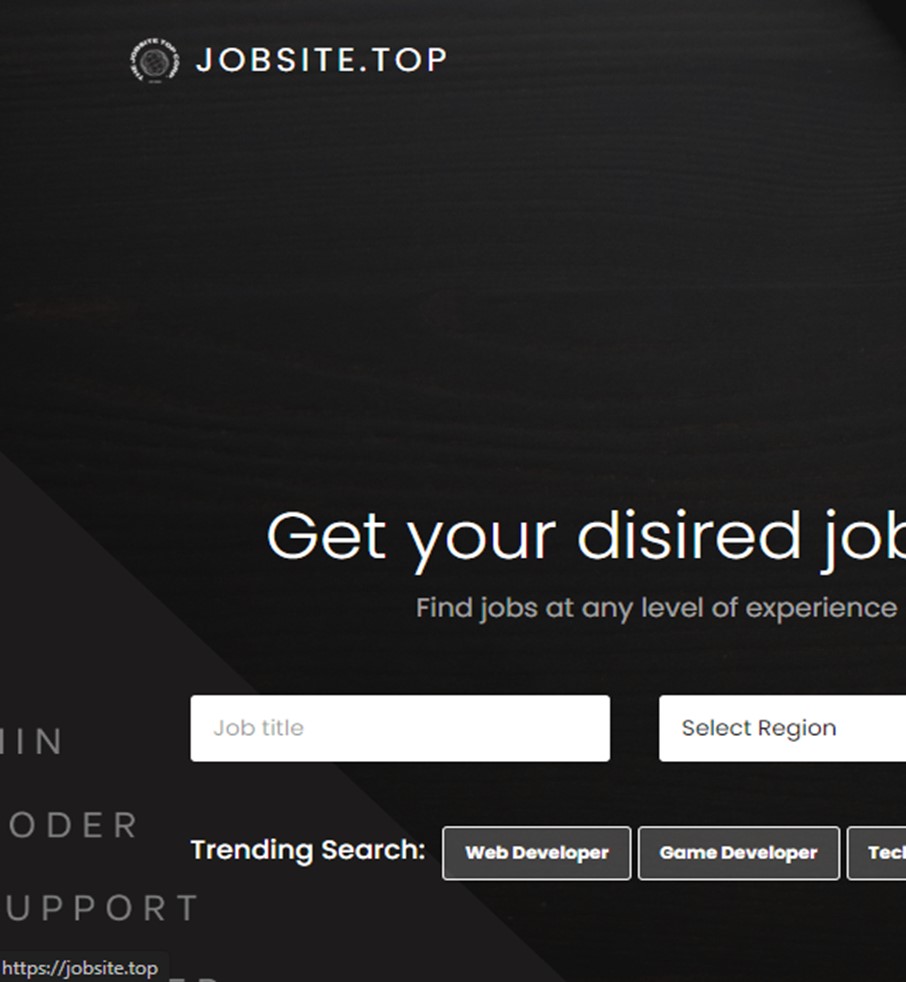 JOBSITE.TOP
Get your disired job
Find jobs at any level of experience
Job title
Select Region
IIN
ODER
Trending Search:
Web Developer
Game Developer
Tech
UPPORT
https://jobsite.top